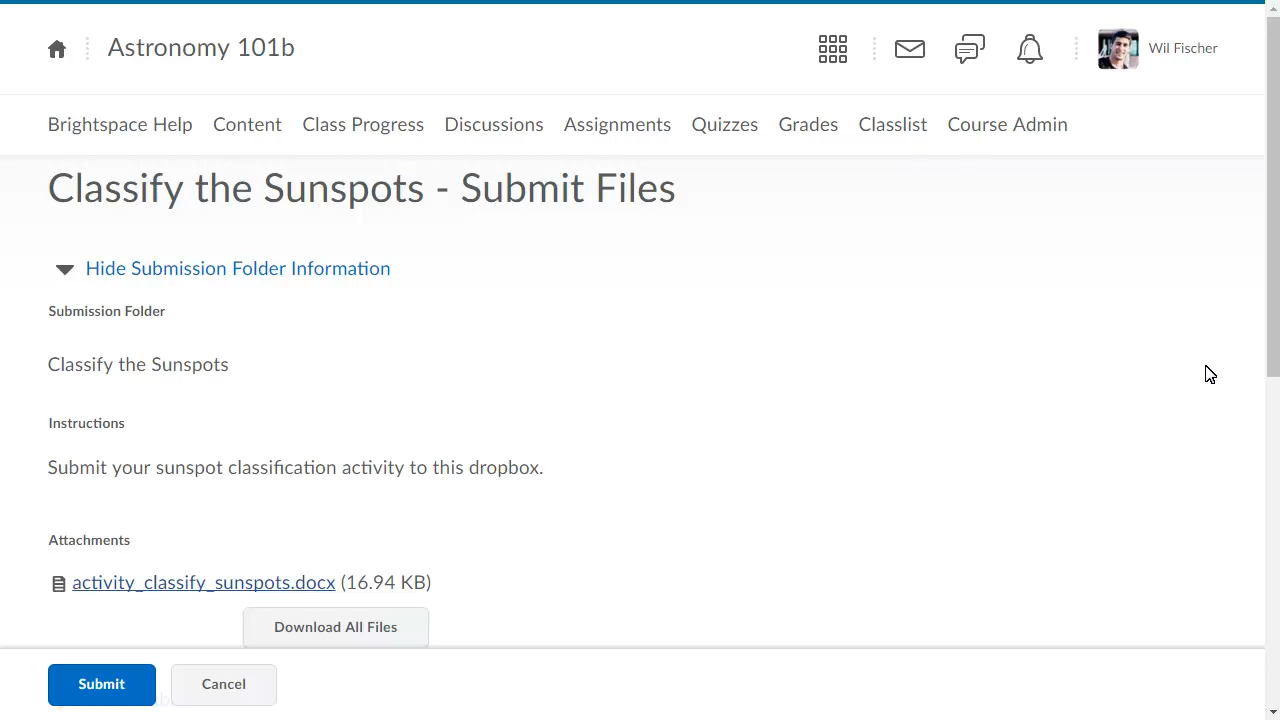 Astronomy 101b
Wil Fischer
Brightspace Help Content Class Progress Discussions Assignments Quizzes Grades Classlist Course Admin
Classify the Sunspots - Submit Files
Hide Submission Folder Information
Submission Folder
Classify the Sunspots
Instructions
Submit your sunspot classification activity to this dropbox.
Attachments
activity_classify_sunspots.docx (16.94 KB)
Download All Files
Submit Cancel